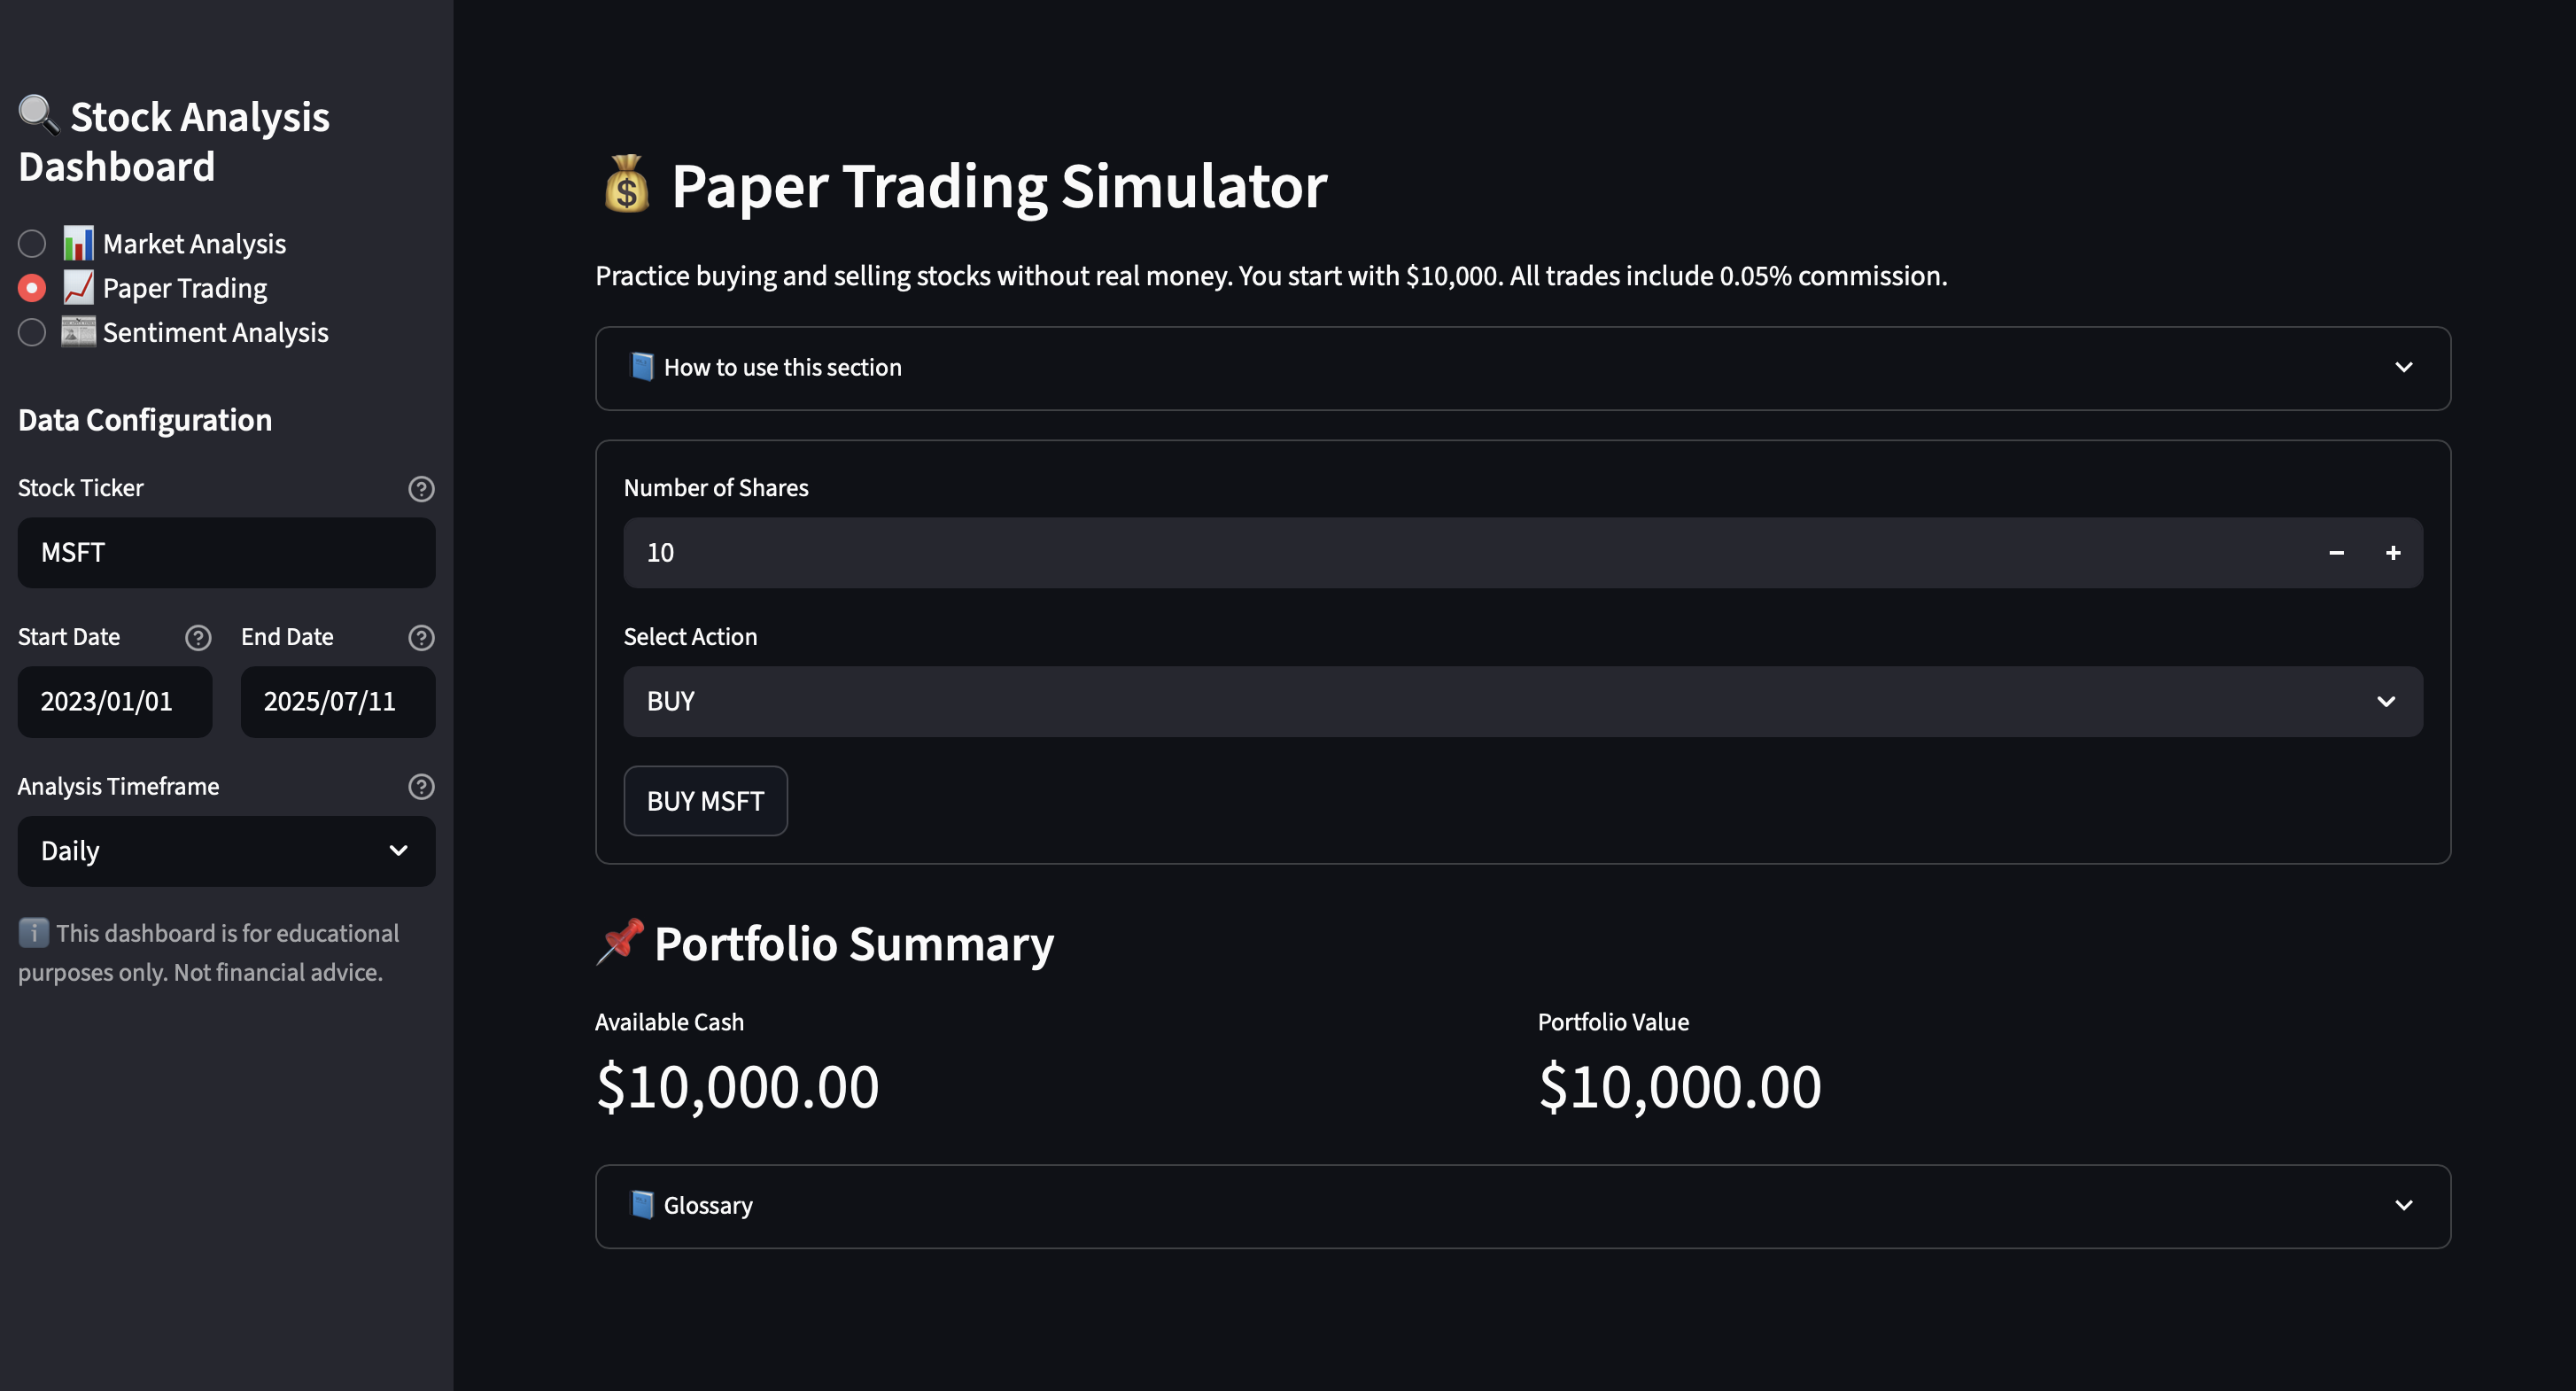 🔍 Stock Analysis
Dashboard
📊 Market Analysis
📈 Paper Trading
📰 Sentiment Analysis
Data Configuration
Stock Ticker
MSFT
Start Date
End Date
2023/01/01
2025/07/11
Analysis Timeframe
Daily
ℹ️ This dashboard is for educational
purposes only. Not financial advice.
💰 Paper Trading Simulator
Practice buying and selling stocks without real money. You start with $10,000. All trades include 0.05% commission.
📘 How to use this section
Number of Shares
10
Select Action
BUY
BUY MSFT
📌 Portfolio Summary
Available Cash
$10,000.00
Portfolio Value
$10,000.00
📘 Glossary